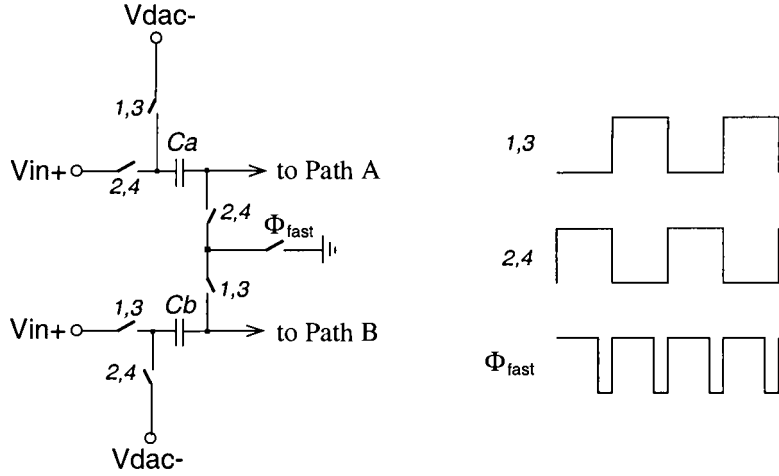 Vdac-
1,3
Ca
Vin+
2,4
to Path A
2,4
Φfast
1,3
1,3
Cb
Vin+
to Path B
2,4
Vdac-
1,3
2,4
Φfast